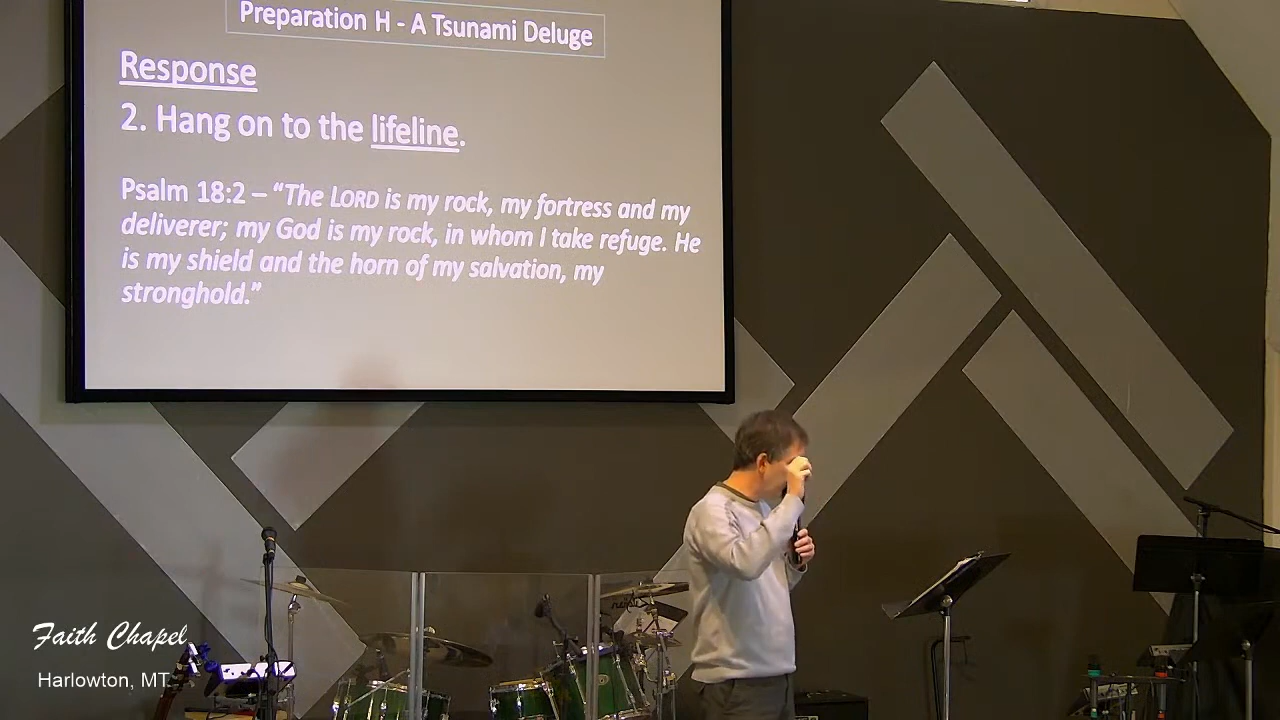 Preparation H - A Tsunami Deluge
Response
2. Hang on to the lifeline.
Psalm 18:2 – “The LORD is my rock, my fortress and my
deliverer; my God is my rock, in whom I take refuge. He
is my shield and the horn of my salvation, my
stronghold.”
Faith Chapel
Harlowton, MT